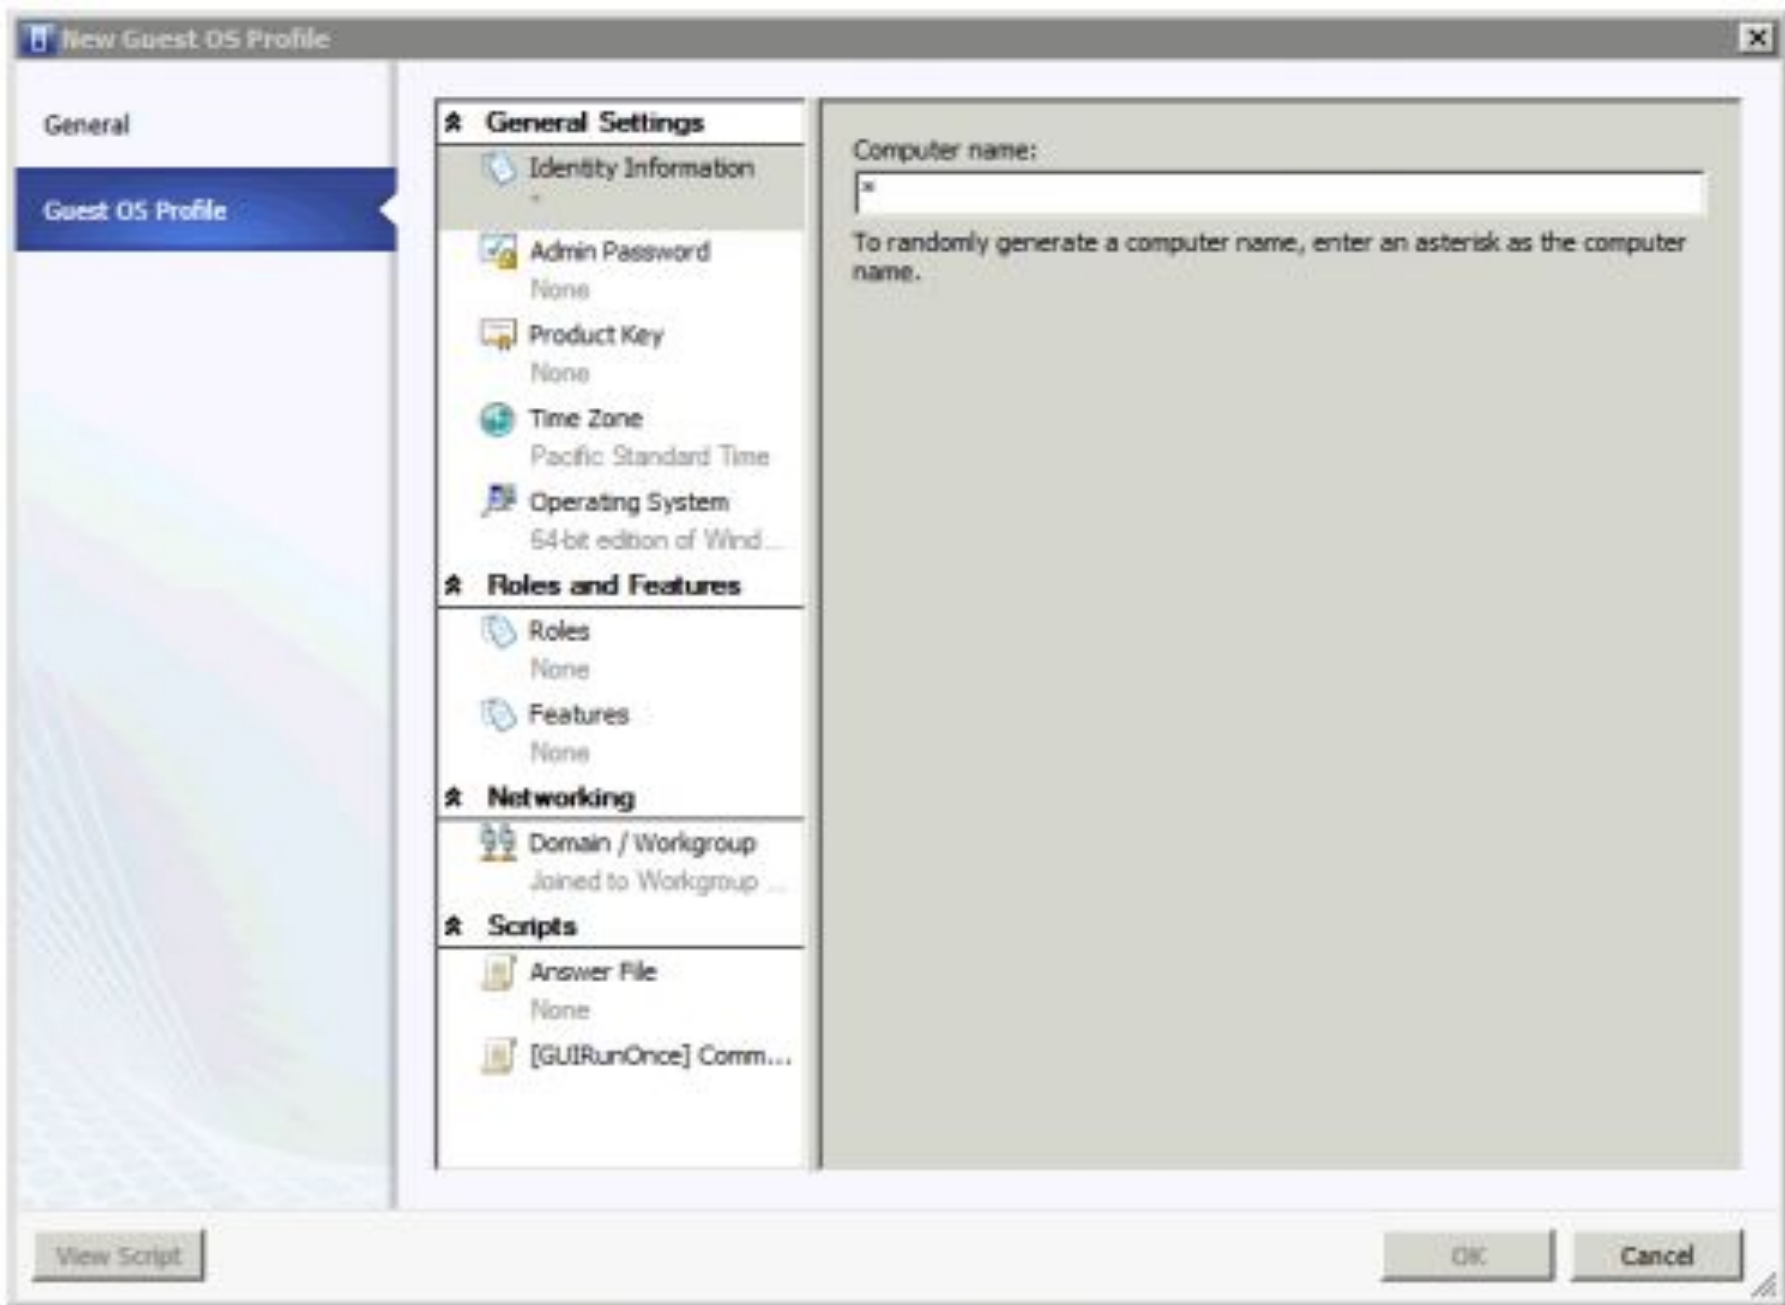 New Guest OS Profile
General
Guest OS Profile
General Settings
Identity Information
*
Admin Password
None
Product Key
None
Time Zone
Pacific Standard Time
Operating System
64-bit edition of Wind...
Roles and Features
Roles
None
Features
None
Networking
Domain / Workgroup
Joined to Workgroup ...
Scripts
Answer File
None
[GUIRunOnce] Comm...
Computer name:
*
To randomly generate a computer name, enter an asterisk as the computer
name.
View Script
OK
Cancel